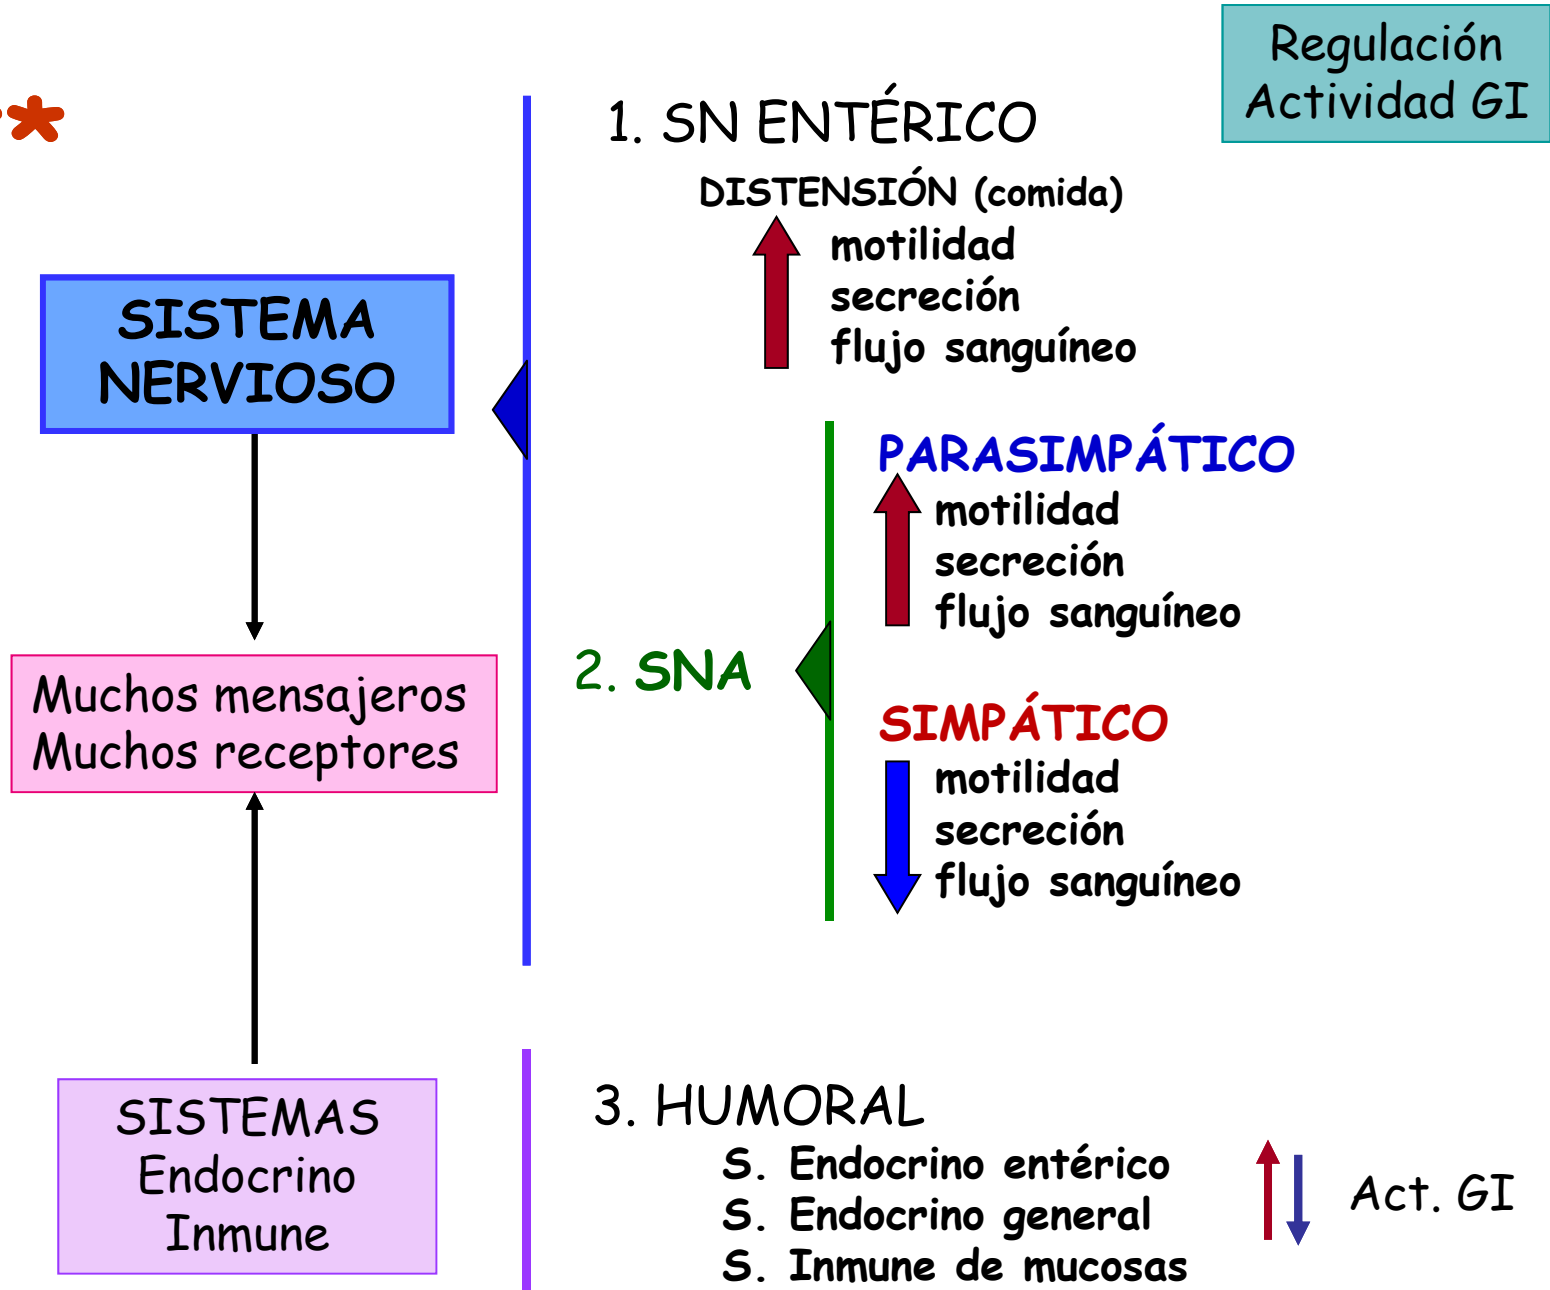 Regulación
Actividad GI
1. SN ENTÉRICO
DISTENSIÓN (comida)
motilidad
secreción
flujo sanguíneo
SISTEMA
NERVIOSO
PARASIMPÁTICO
motilidad
secreción
flujo sanguíneo
2. SNA
Muchos mensajeros
Muchos receptores
SIMPÁTICO
motilidad
secreción
flujo sanguíneo
SISTEMAS
Endocrino
Inmune
3. HUMORAL
S. Endocrino entérico
S. Endocrino general
S. Inmune de mucosas
Act. GI